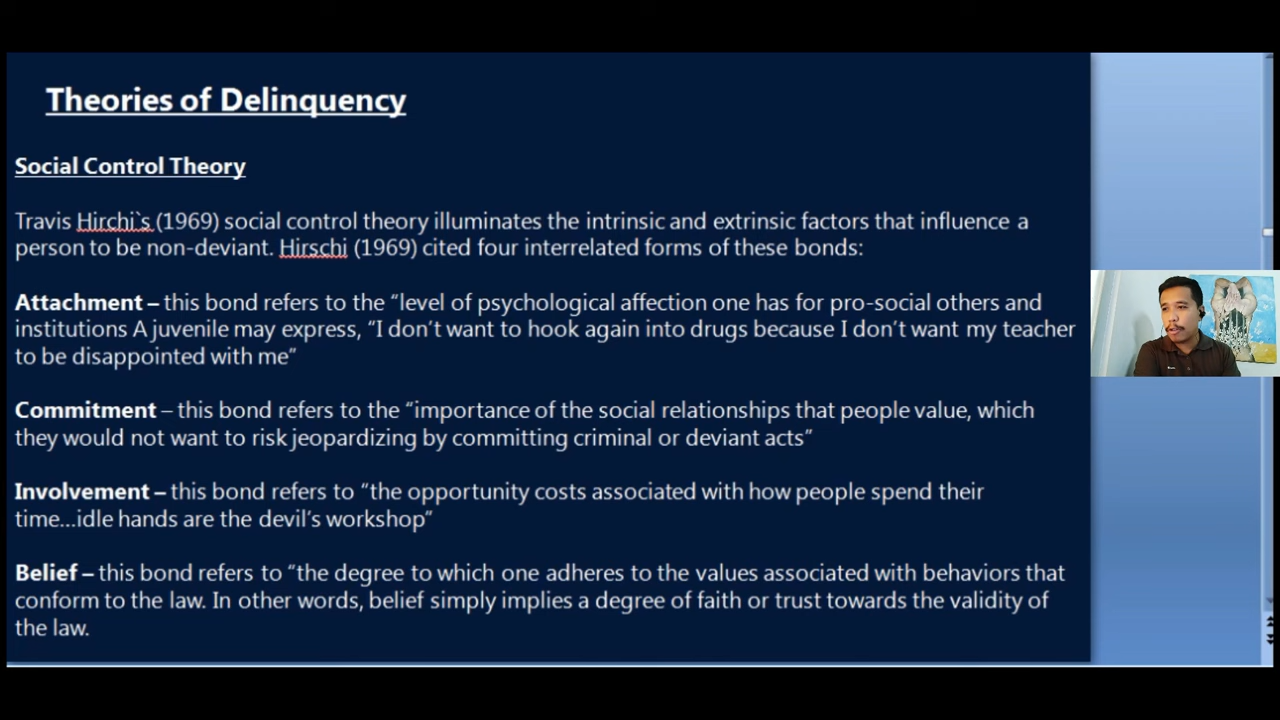 Theories of Delinquency
Social Control Theory
Travis Hirchi`s (1969) social control theory illuminates the intrinsic and extrinsic factors that influence a
person to be non-deviant. Hirschi (1969) cited four interrelated forms of these bonds:
Attachment – this bond refers to the “level of psychological affection one has for pro-social others and
institutions A juvenile may express, “I don’t want to hook again into drugs because I don’t want my teacher
to be disappointed with me”
Commitment – this bond refers to the “importance of the social relationships that people value, which
they would not want to risk jeopardizing by committing criminal or deviant acts”
Involvement – this bond refers to “the opportunity costs associated with how people spend their
time…idle hands are the devil’s workshop”
Belief – this bond refers to “the degree to which one adheres to the values associated with behaviors that
conform to the law. In other words, belief simply implies a degree of faith or trust towards the validity of
the law.